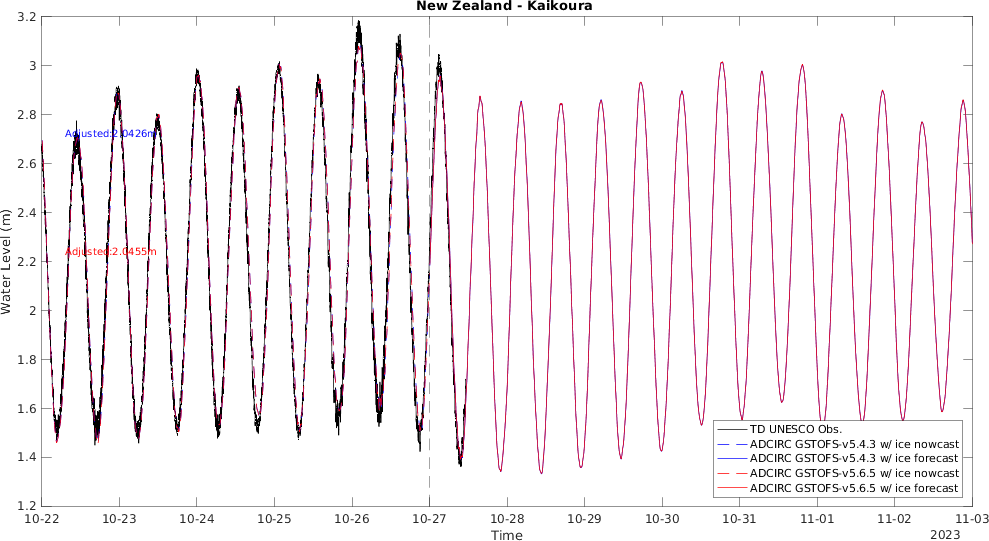 New Zealand - Kaikoura
3.2
3
2.8
2.6
2.4
2.2
2
1.8
1.6
1.4
1.2
Water Level (m)
Adjusted:2.0426m
Adjusted:2.0455m
TD UNESCO Obs.
ADCIRC GSTOFS-v5.4.3 w/ ice nowcast
ADCIRC GSTOFS-v5.4.3 w/ ice forecast
ADCIRC GSTOFS-v5.6.5 w/ ice nowcast
ADCIRC GSTOFS-v5.6.5 w/ ice forecast
10-22 10-23 10-24 10-25 10-26 10-27 10-28 10-29 10-30 10-31 11-01 11-02 11-03
Time
2023